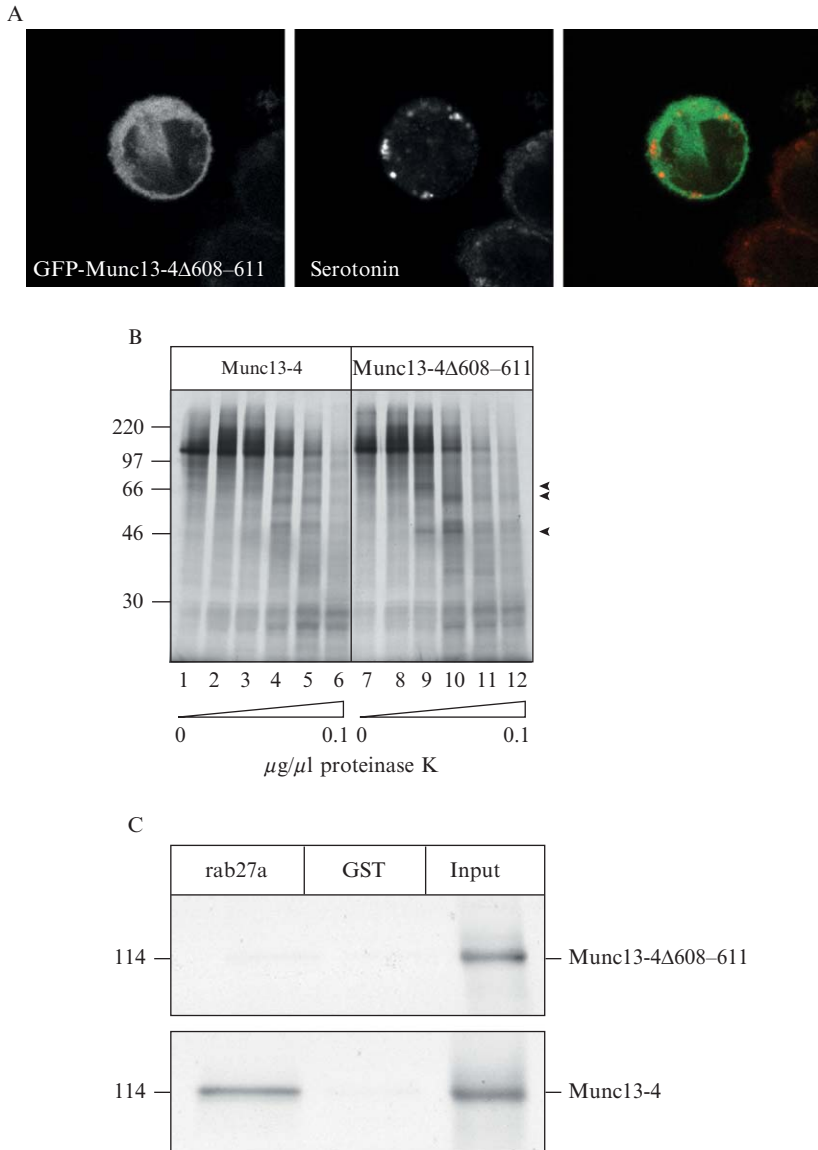 A
GFP-Munc13-4Δ608–611
Serotonin
B
Munc13-4
Munc13-4Δ608–611
220
97
66
46
30
1 2 3 4 5 6 7 8 9 10 11 12
0 0.1 0 0.1
μg/μl proteinase K
C
rab27a GST Input
114 Munc13-4Δ608–611
114 Munc13-4